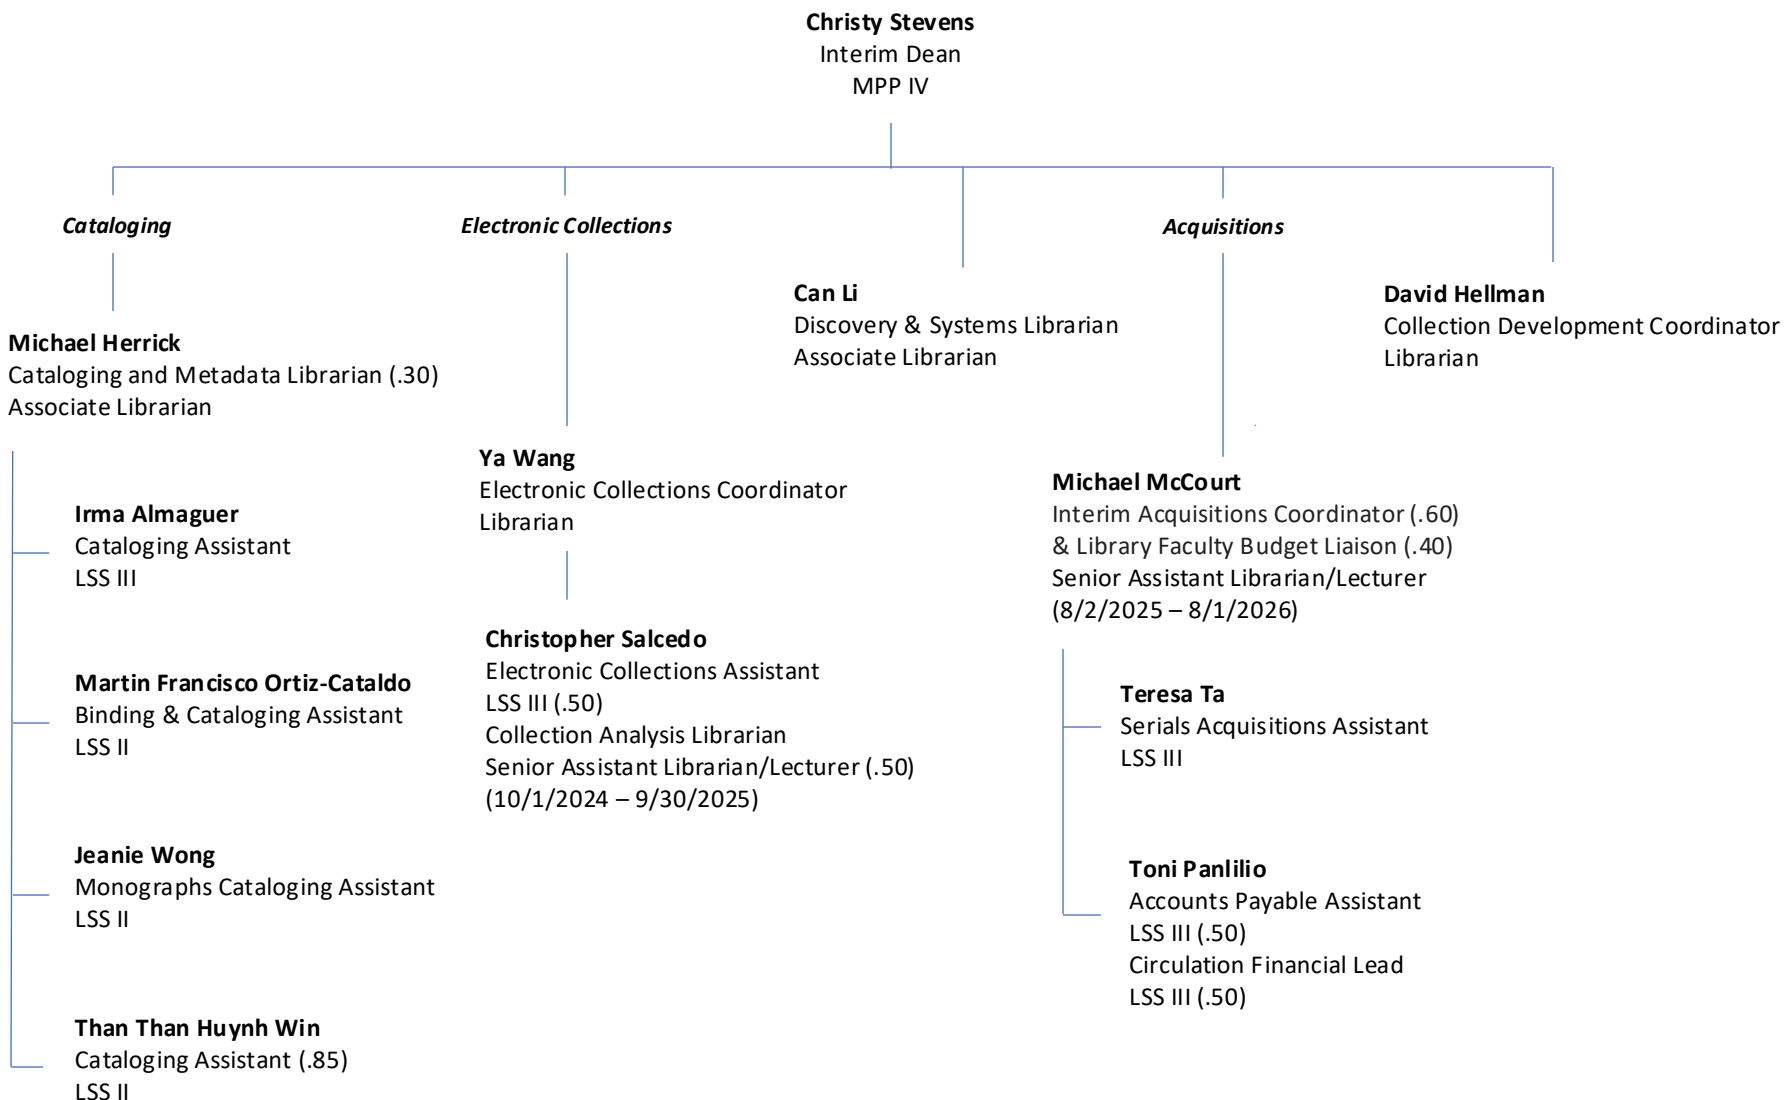 Christy Stevens
Interim Dean
MPP IV
Cataloging
Electronic Collections
Acquisitions
Michael Herrick
Cataloging and Metadata Librarian (.30)
Associate Librarian
Irma Almaguer
Cataloging Assistant
LSS III
Martin Francisco Ortiz-Cataldo
Binding & Cataloging Assistant
LSS II
Jeanie Wong
Monographs Cataloging Assistant
LSS II
Than Than Huynh Win
Cataloging Assistant (.85)
LSS II
Ya Wang
Electronic Collections Coordinator
Librarian
Christopher Salcedo
Electronic Collections Assistant
LSS III (.50)
Collection Analysis Librarian
Senior Assistant Librarian/Lecturer (.50)
(10/1/2024 – 9/30/2025)
Can Li
Discovery & Systems Librarian
Associate Librarian
Michael McCourt
Interim Acquisitions Coordinator (.60)
& Library Faculty Budget Liaison (.40)
Senior Assistant Librarian/Lecturer
(8/2/2025 – 8/1/2026)
Teresa Ta
Serials Acquisitions Assistant
LSS III
Toni Panlilio
Accounts Payable Assistant
LSS III (.50)
Circulation Financial Lead
LSS III (.50)
David Hellman
Collection Development Coordinator
Librarian